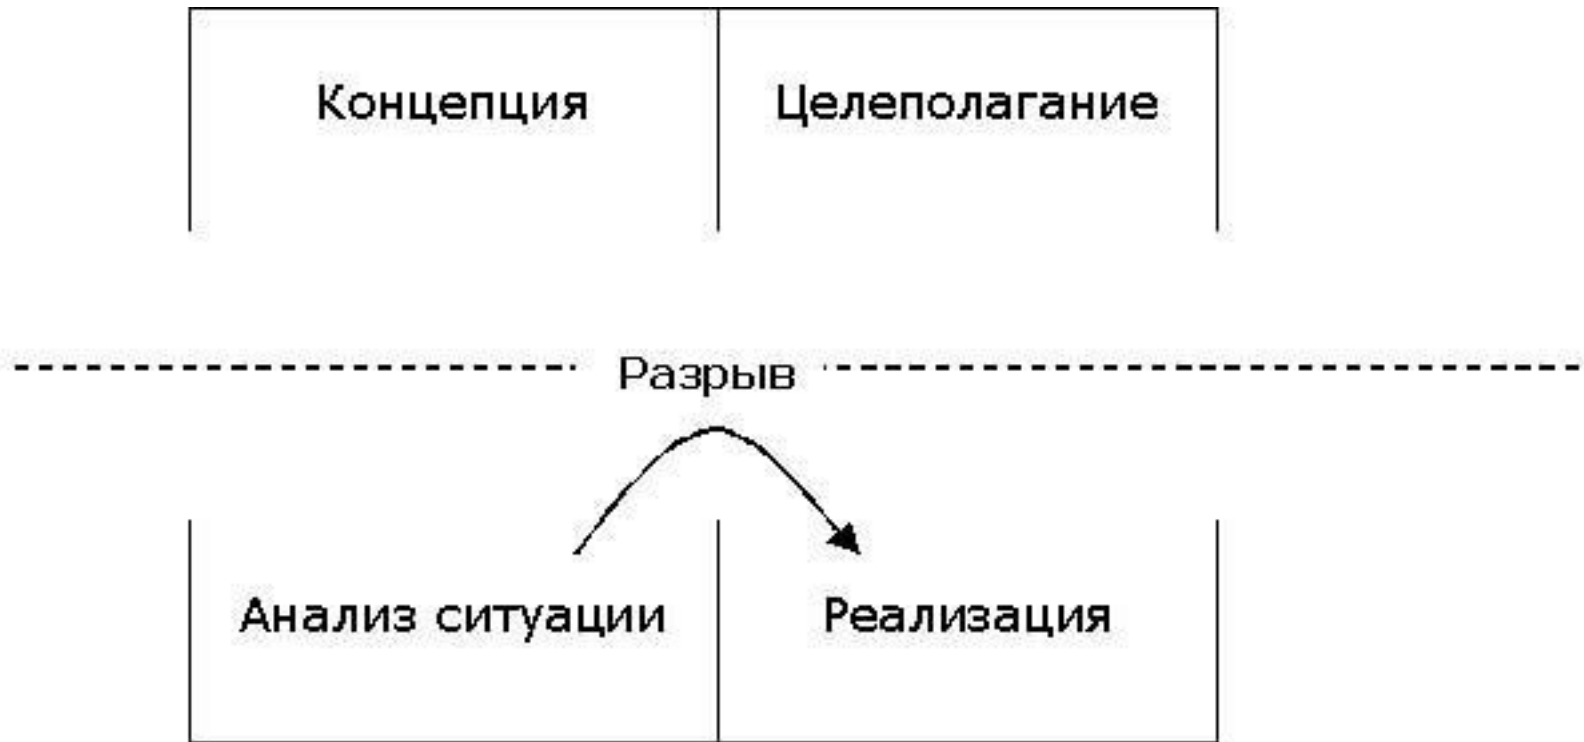 Концепция
Целеполагание
Разрыв
Анализ ситуации
Реализация